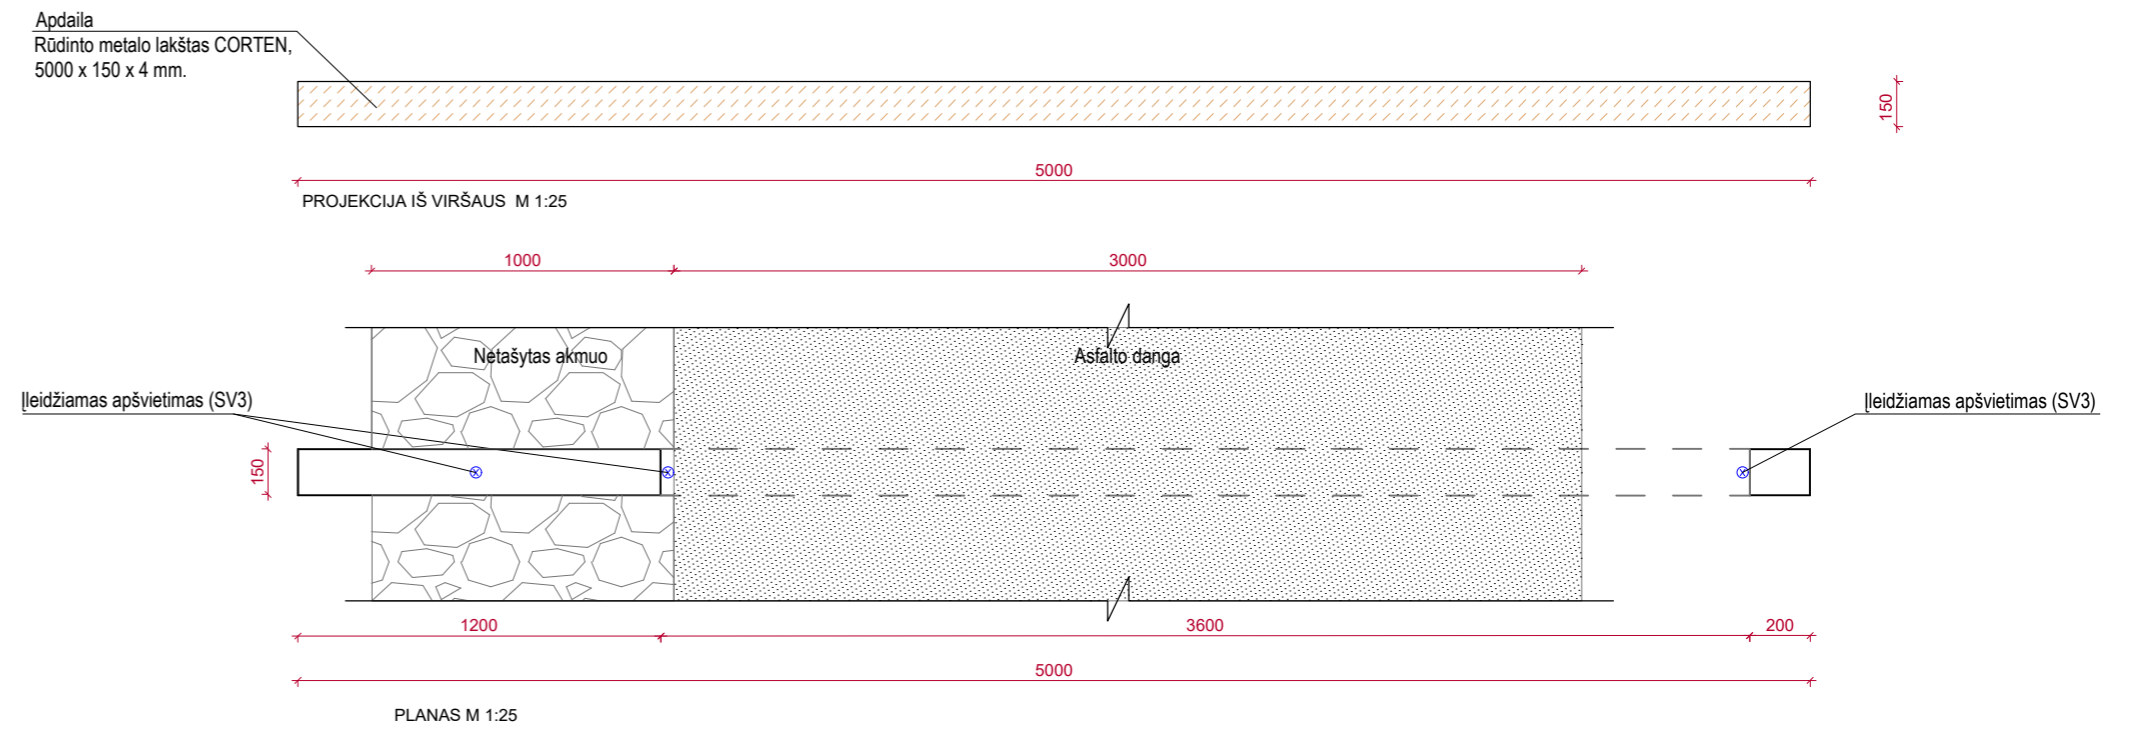 Apdaila
Rūdinto metalo lakštas CORTEN,
5000 x 150 x 4 mm.
150
5000
PROJEKCIJA IŠ VIRŠAUS M 1:25
1000
3000
Netašytas akmuo
Asfalto danga
Įleidžiamas apšvietimas (SV3)
Įleidžiamas apšvietimas (SV3)
150
1200
3600
200
5000
PLANAS M 1:25